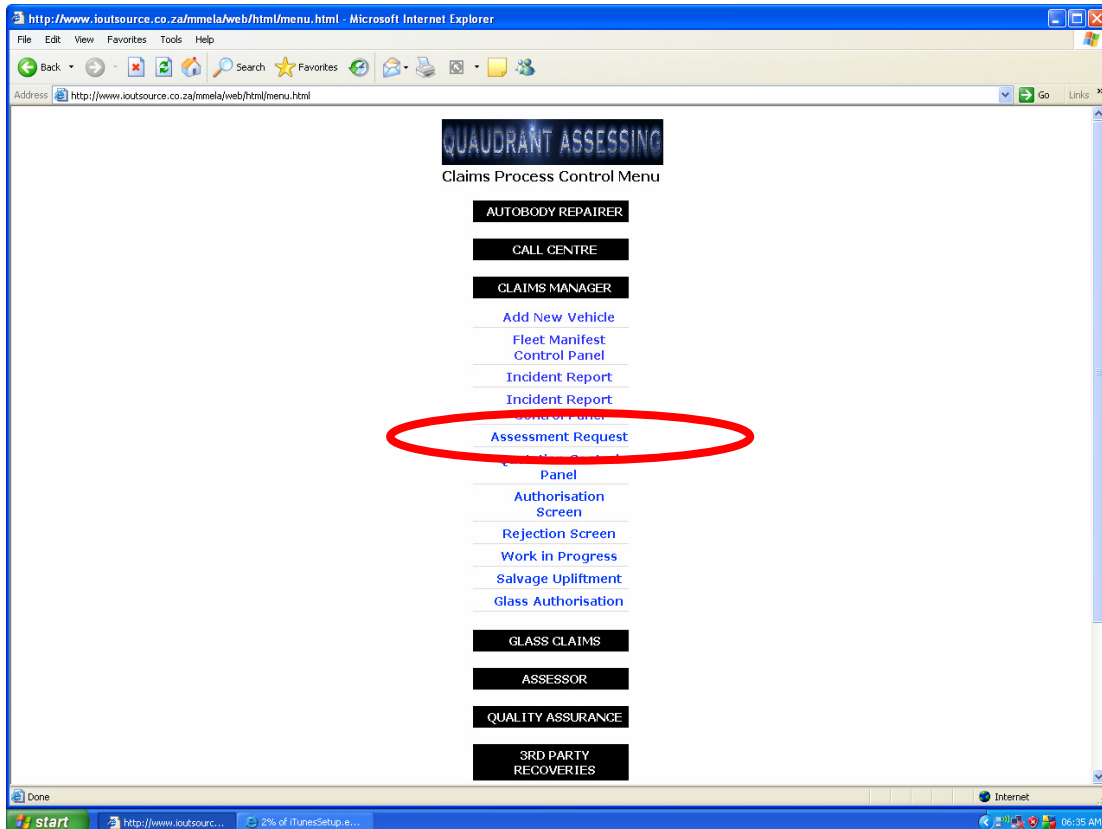 http://www.ioutsource.co.za/mmela/web/html/menu.html - Microsoft Internet Explorer
File Edit View Favorites Tools Help
Back Search Favorites
Address http://www.ioutsource.co.za/mmela/web/html/menu.html Go Links
QUAUDRANT ASSESSING
Claims Process Control Menu
AUTOBODY REPAIRER
CALL CENTRE
CLAIMS MANAGER
Add New Vehicle
Fleet Manifest
Control Panel
Incident Report
Incident Report
Control Panel
Assessment Request
Quotation Control
Panel
Authorisation
Screen
Rejection Screen
Work in Progress
Salvage Upliftment
Glass Authorisation
GLASS CLAIMS
ASSESSOR
QUALITY ASSURANCE
3RD PARTY
RECOVERIES
Done Internet
start http://www.ioutsourc... 2% of iTunesSetup.e... 06:35 AM